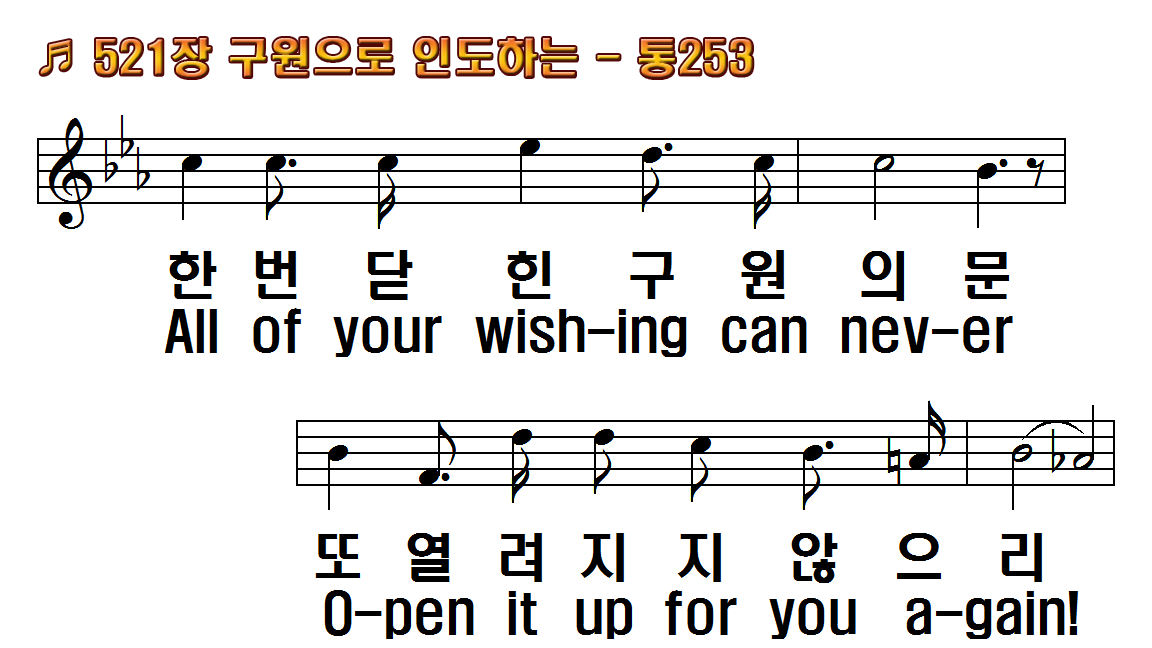 ♬ 521장 구원으로 인도하는 - 통253
한 번 닫 힌 구 원 의 문
All of your wish-ing can nev-er
또 열 려 지 지 않 으 리
O-pen it up for you a-gain!